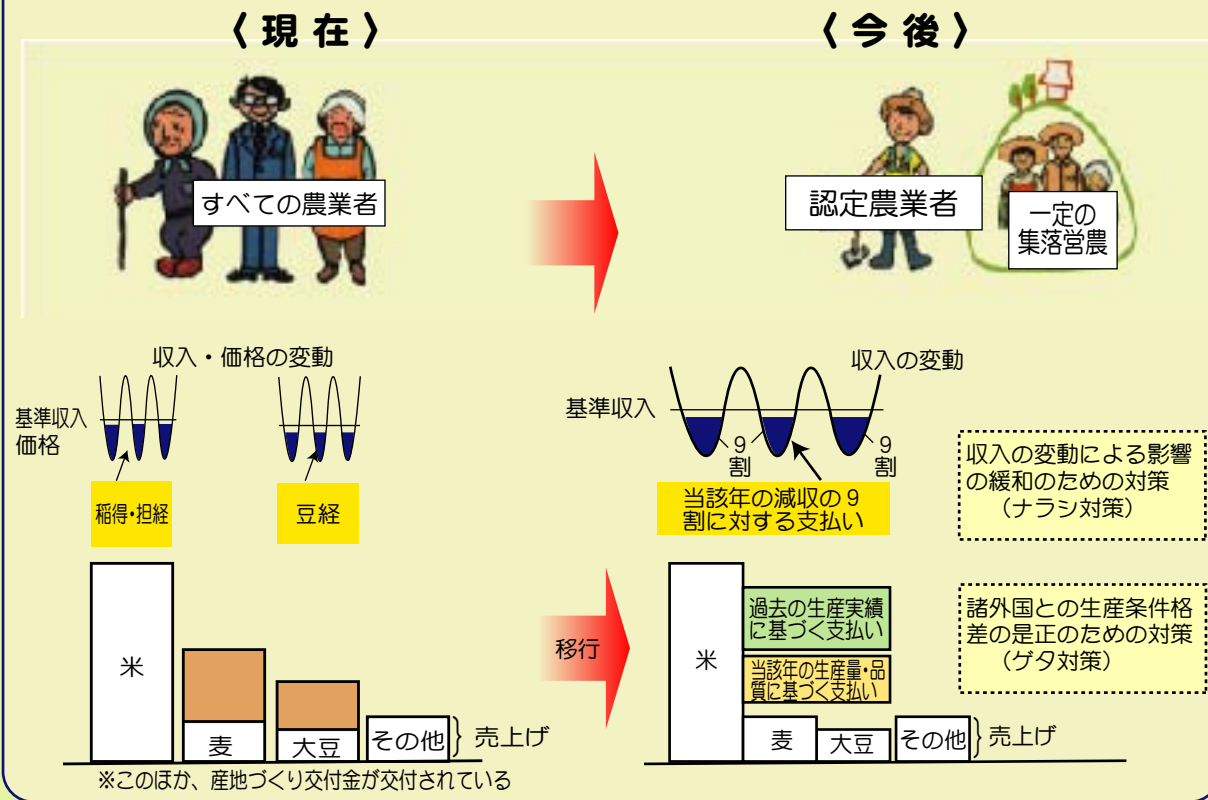 〈 現 在 〉
〈 今 後 〉
すべての農業者
認定農業者
一定の
集落営農
収入・価格の変動
基準収入
価格
稲得・担経
豆経
収入の変動
基準収入
9
割
9
割
当該年の減収の9
割に対する支払い
収入の変動による影響
の緩和のための対策
（ナラシ対策）
米
麦
大豆
その他
売上げ
※このほか、産地づくり交付金が交付されている
移行
米
過去の生産実績
に基づく支払い
当該年の生産量・品
質に基づく支払い
麦
大豆
その他
売上げ
諸外国との生産条件格
差の是正のための対策
（ゲタ対策）